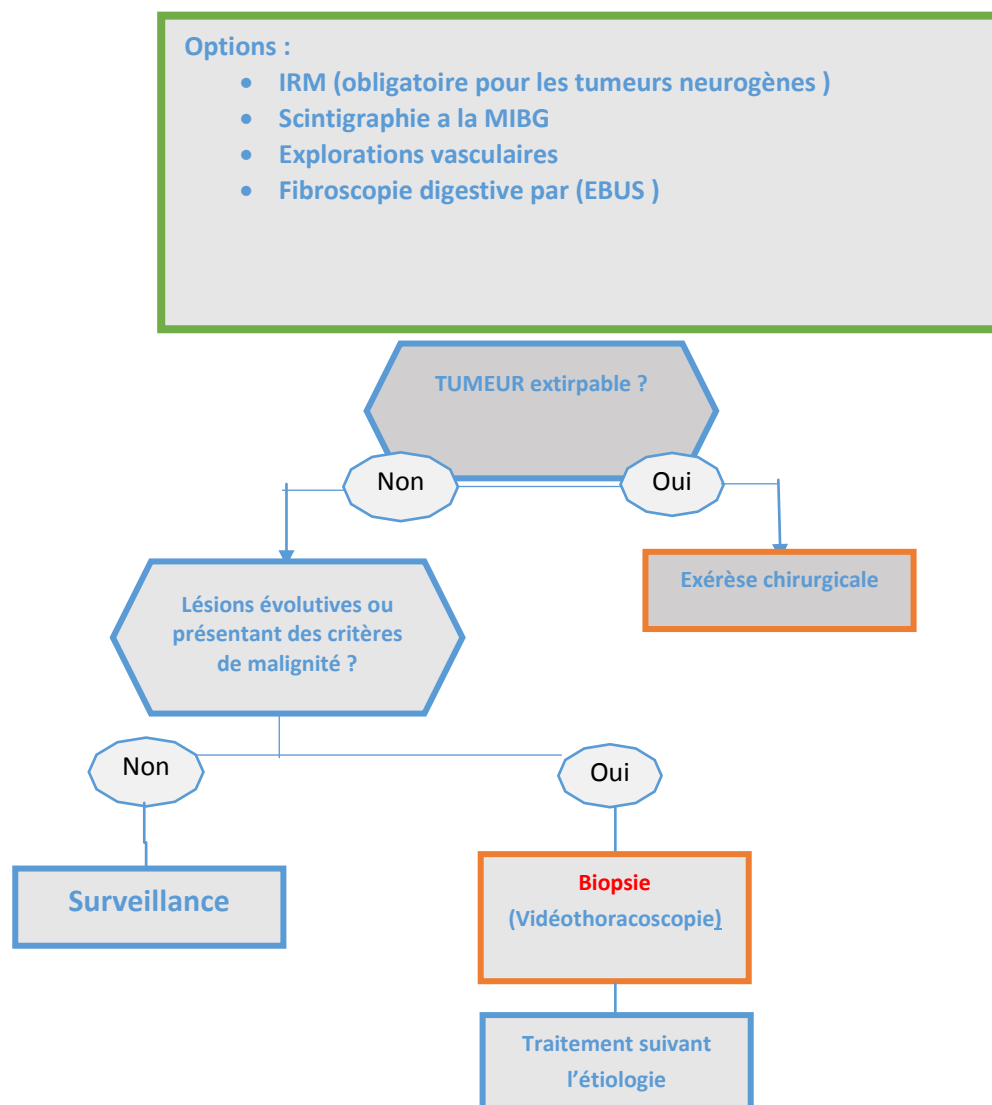 Options :
• IRM (obligatoire pour les tumeurs neurogènes )
• Scintigraphie a la MIBG
• Explorations vasculaires
• Fibroscopie digestive par (EBUS )
TUMEUR extirpable ?
Non
Oui
Exérèse chirurgicale
Lésions évolutives ou
présentant des critères
de malignité ?
Non
Oui
Surveillance
Biopsie
(Vidéothoracoscopie)
Traitement suivant
l’étiologie